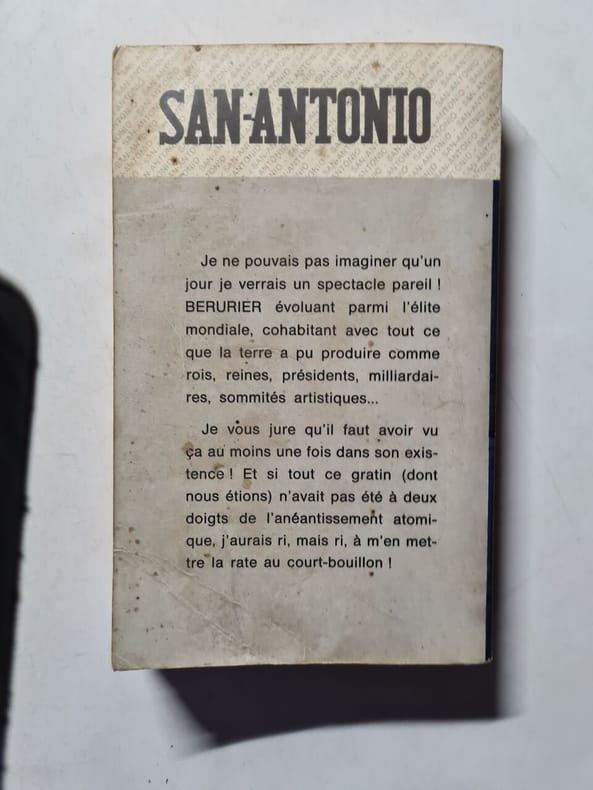 SAN-ANTONIO
Je ne pouvais pas imaginer qu'un
jour je verrais un spectacle pareil !
BERURIER évoluant parmi l'élite
mondiale, cohabitant avec tout ce
que la terre a pu produire comme
rois, reines, présidents, milliardai-
res, sommités artistiques...
Je vous jure qu'il faut avoir vu
ça au moins une fois dans son exis-
tence ! Et si tout ce gratin (dont
nous étions) n'avait pas été à deux
doigts de l'anéantissement atomi-
que, j'aurais ri, mais ri, à m'en met-
tre la rate au court-bouillon !